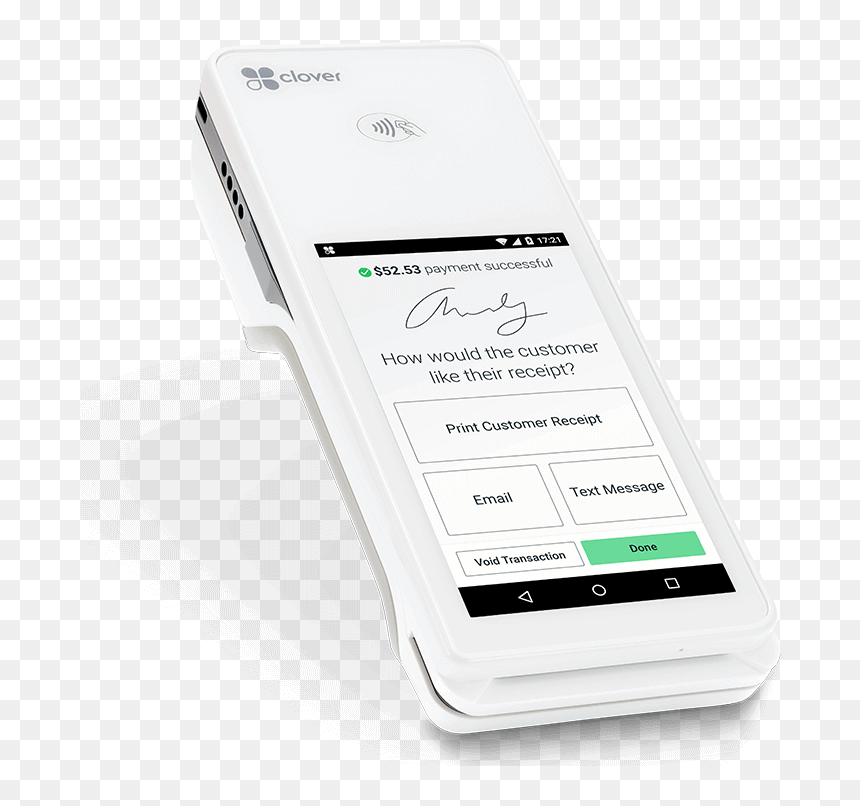 clover
17:21
$52.53 payment successful
Andy
How would the customer
like their receipt?
Print Customer Receipt
Email
Text Message
Void Transaction
Done